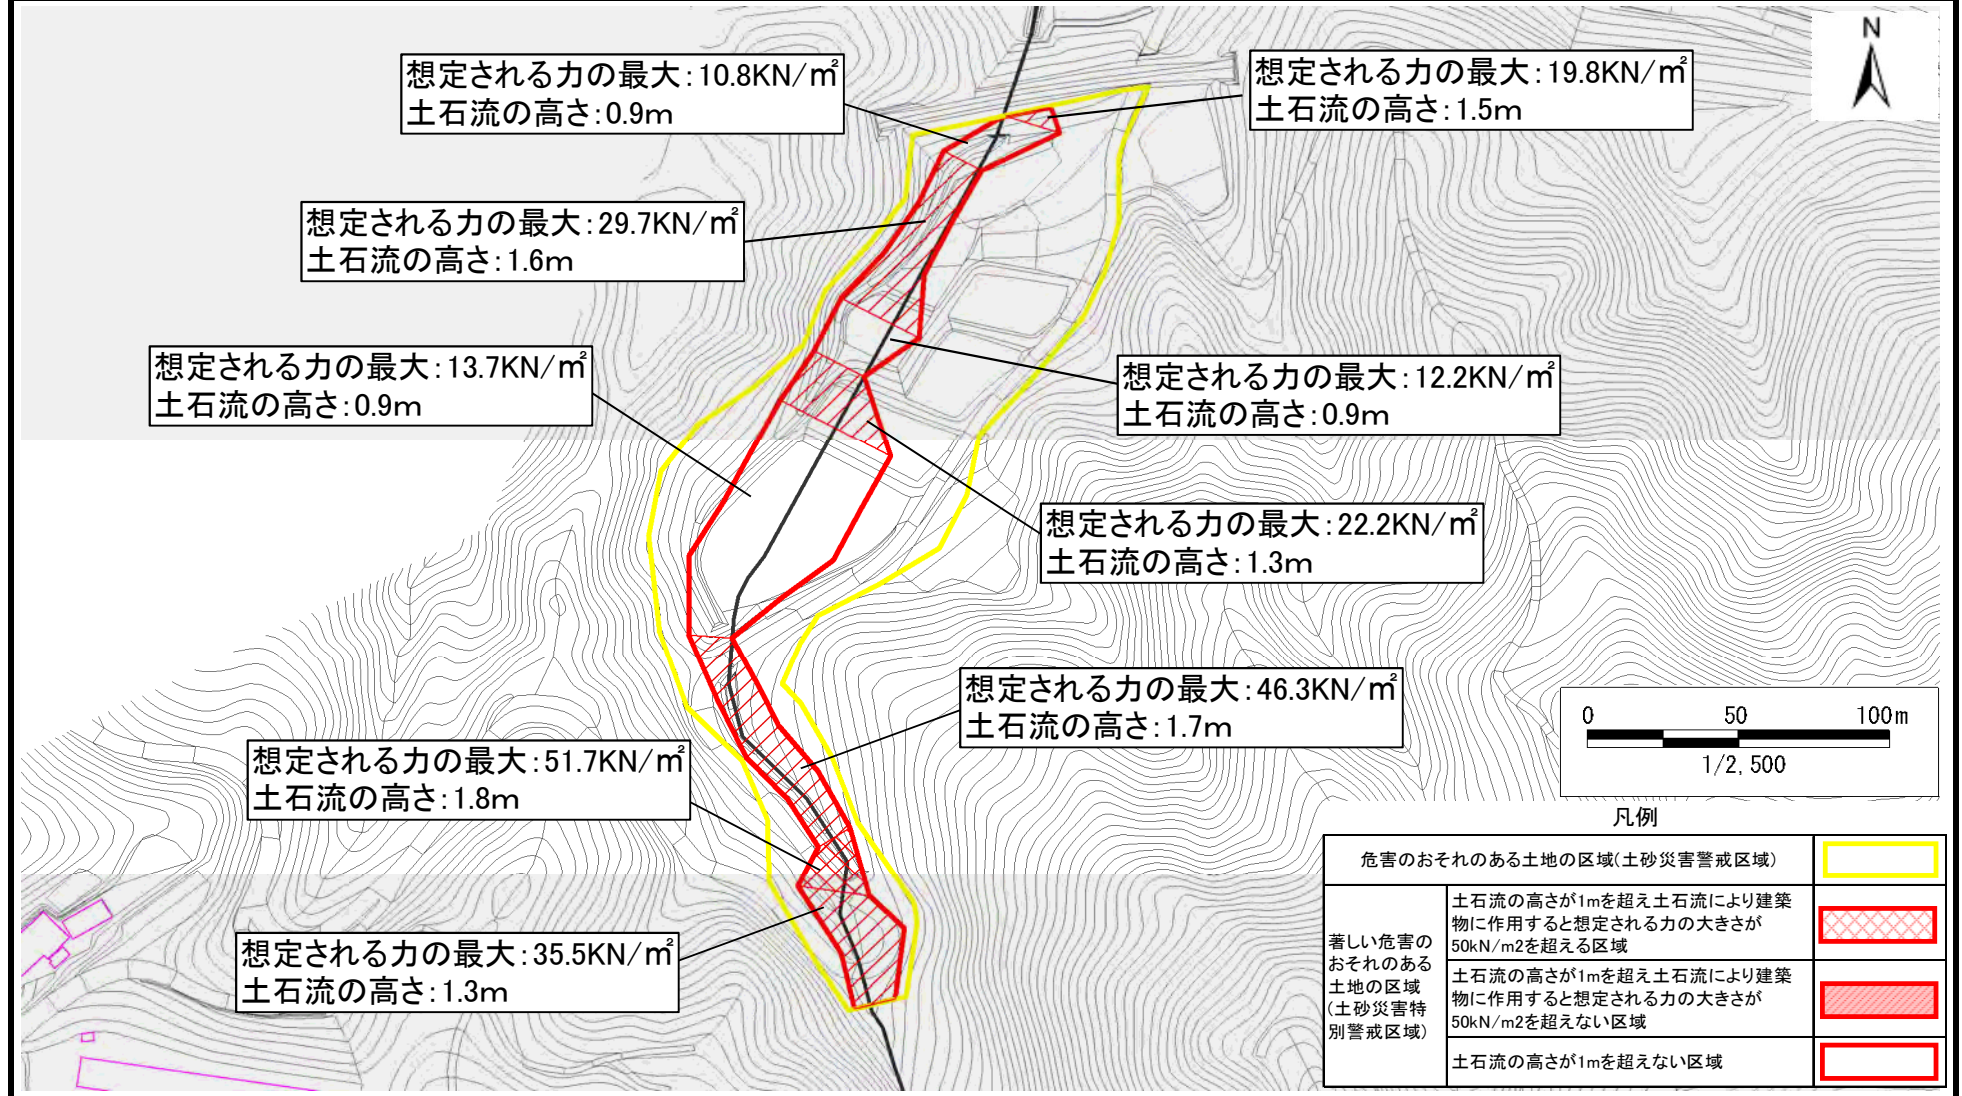 想定される力の最大:10.8KN/㎡
土石流の高さ:0.9m
想定される力の最大:19.8KN/㎡
土石流の高さ:1.5m
N
想定される力の最大:29.7KN/㎡
土石流の高さ:1.6m
想定される力の最大:13.7KN/㎡
土石流の高さ:0.9m
想定される力の最大:12.2KN/㎡
土石流の高さ:0.9m
想定される力の最大:22.2KN/㎡
土石流の高さ:1.3m
想定される力の最大:46.3KN/㎡
土石流の高さ:1.7m
想定される力の最大:51.7KN/㎡
土石流の高さ:1.8m
想定される力の最大:35.5KN/㎡
土石流の高さ:1.3m
0 50 100m
1/2,500
凡例
危害のおそれのある土地の区域(土砂災害警戒区域)
著しい危害の
おそれのある
土地の区域
(土砂災害特
別警戒区域)
土石流の高さが1mを超え土石流により建築
物に作用すると想定される力の大きさが
50kN/m2を超える区域
土石流の高さが1mを超え土石流により建築
物に作用すると想定される力の大きさが
50kN/m2を超えない区域
土石流の高さが1mを超えない区域